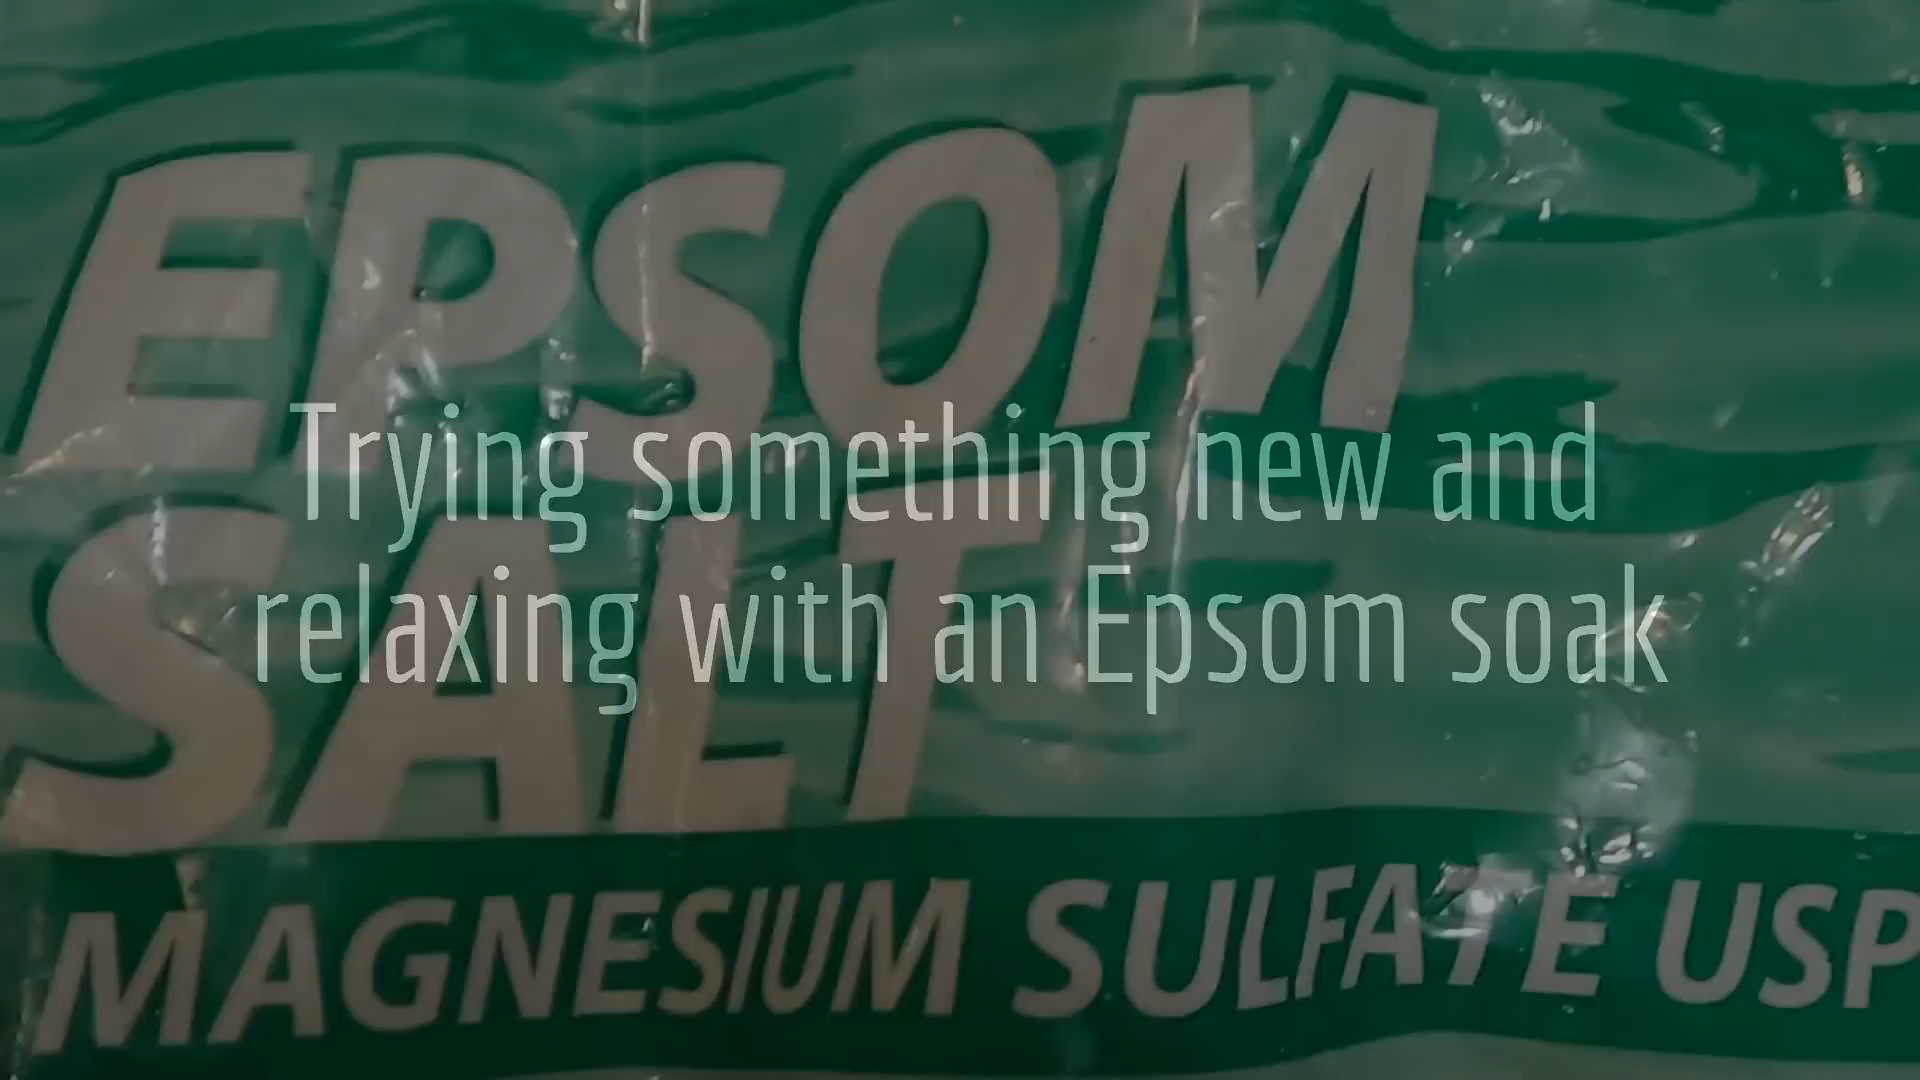 EPSOM
SALT
Trying something new and
relaxing with an Epsom soak
MAGNESIUM SULFATE USP